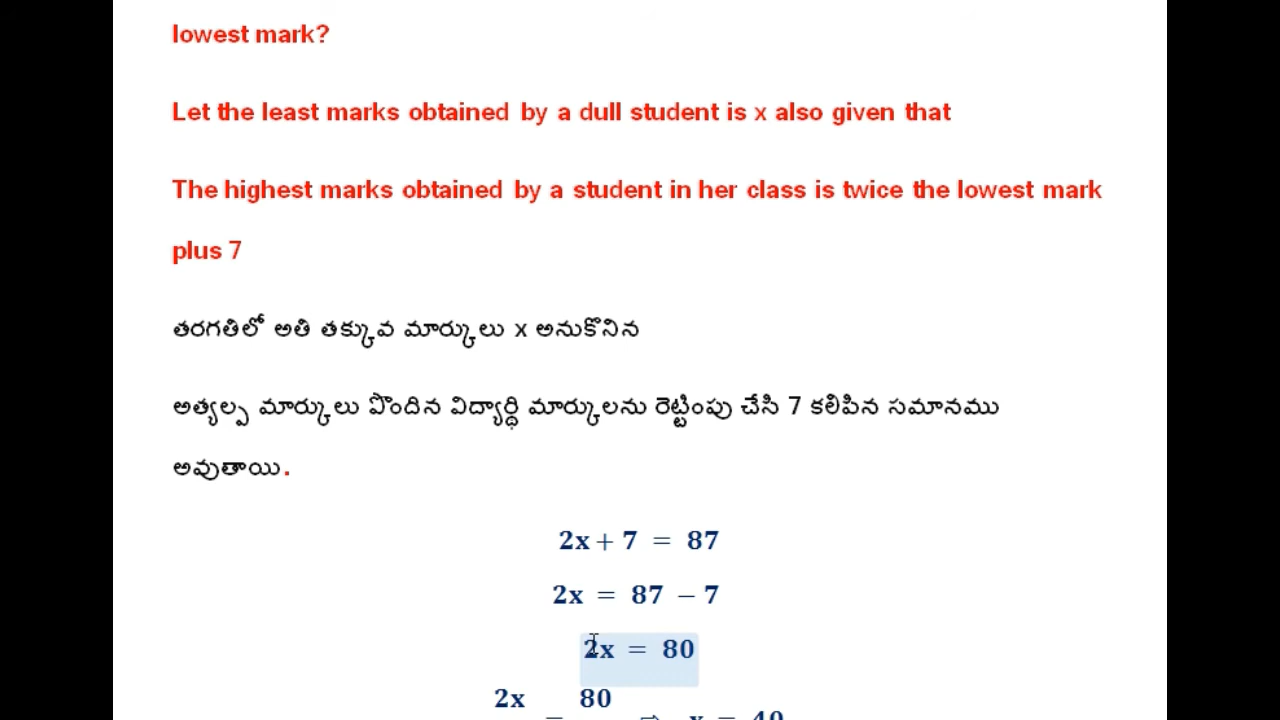 lowest mark?
Let the least marks obtained by a dull student is x also given that
The highest marks obtained by a student in her class is twice the lowest mark
plus 7
తరగతిలో అతి తక్కువ మార్కులు x అనుకొనిన
అత్యల్ప మార్కులు పొందిన విద్యార్ధి మార్కులను రెట్టింపు చేసి 7 కలిపిన సమానము
అవుతాయి.
2x + 7 = 87
2x = 87 − 7
2x = 80
2x 80
= ⇒ x = 40